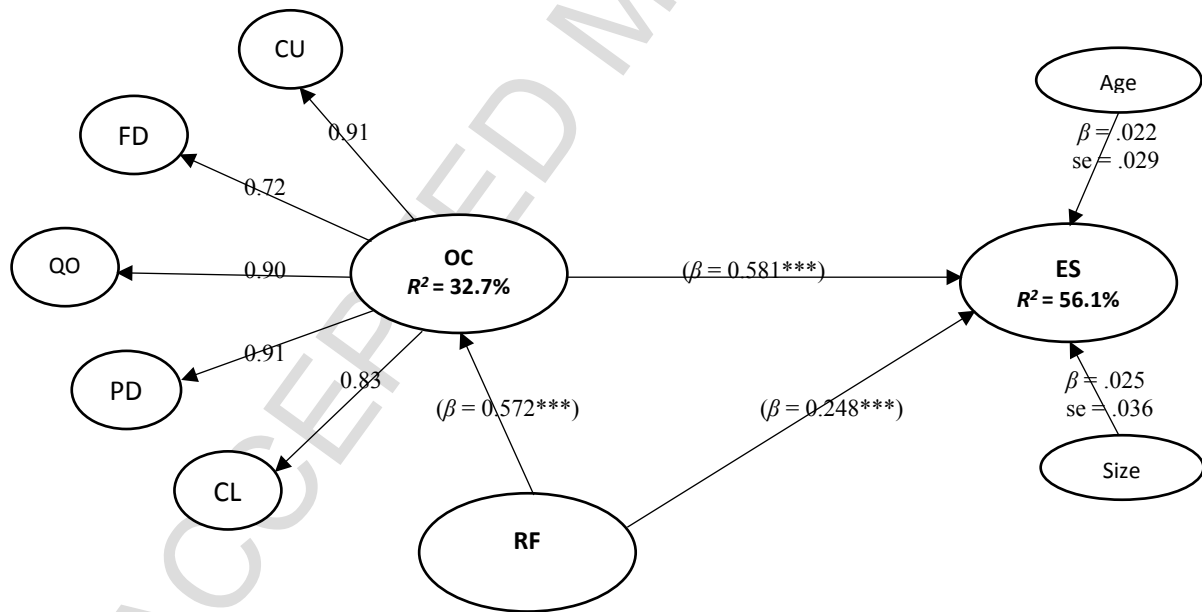 CU
Age
FD
0.91
β = .022
se = .029
0.72
QO
0.90
OC
R² = 32.7%
(β = 0.581***)
ES
R² = 56.1%
PD
0.91
0.83
(β = 0.572***)
(β = 0.248***)
β = .025
se = .036
CL
Size
RF
ACCEPTED M